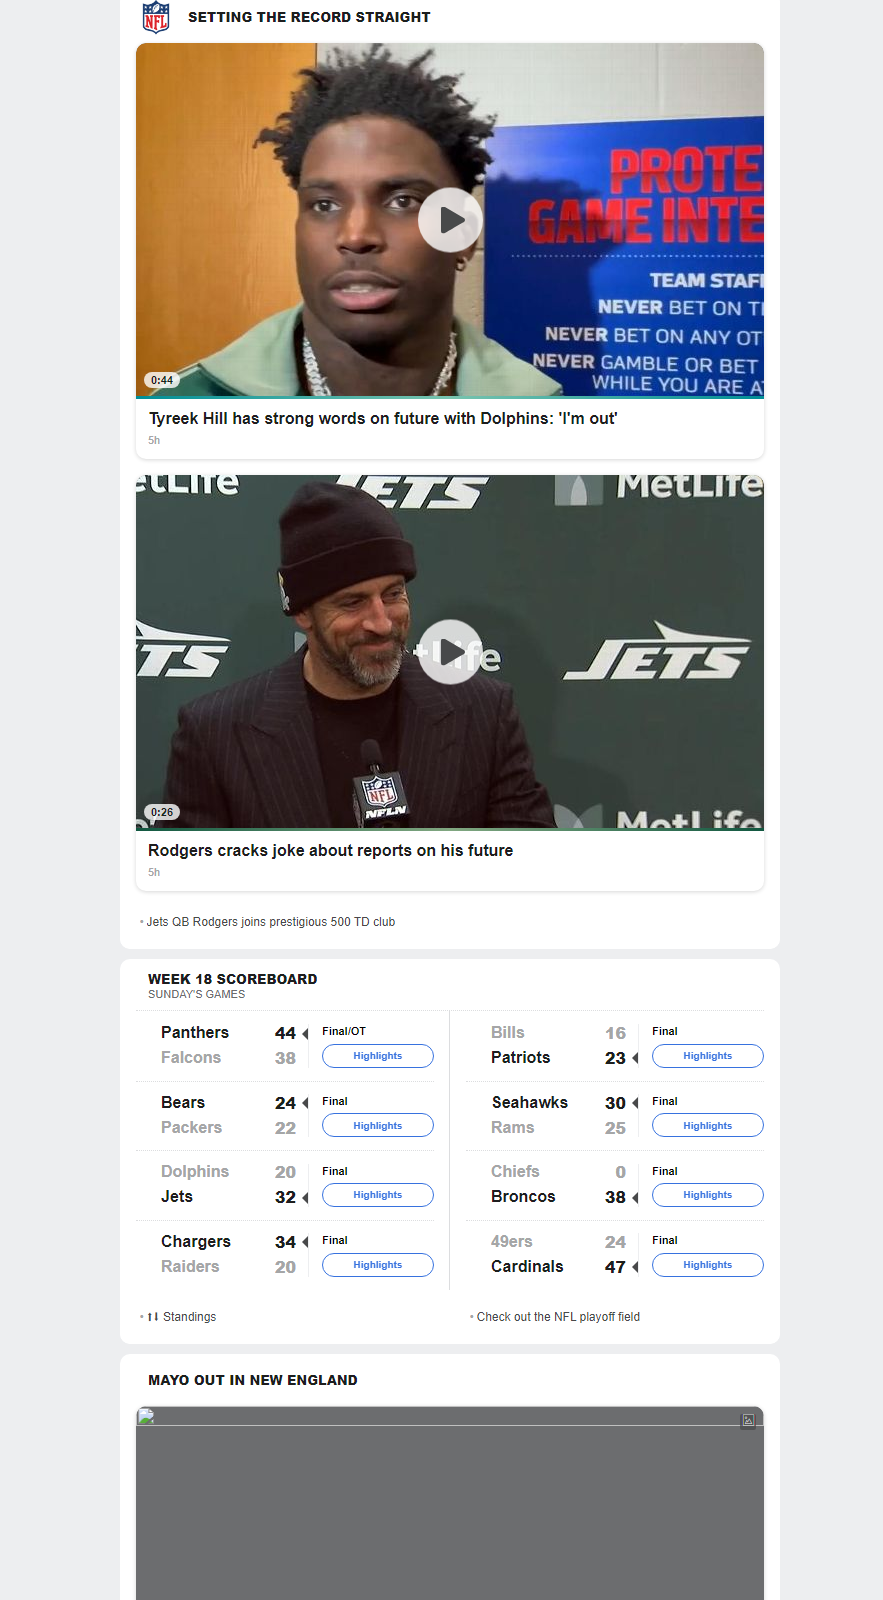 NFL
SETTING THE RECORD STRAIGHT
PROTE
GAME INTE
TEAM STAFF
NEVER BET ON T
NEVER BET ON ANY OT
NEVER GAMBLE OR BET
WHILE YOU ARE A
0:44
Tyreek Hill has strong words on future with Dolphins: 'I'm out'
5h
etLife
JETS
MetLife
JETS
Life
JETS
NFL
NFLN
MetLife
0:26
Rodgers cracks joke about reports on his future
5h
• Jets QB Rodgers joins prestigious 500 TD club
WEEK 18 SCOREBOARD
SUNDAY'S GAMES
Panthers 44 Final/OT
Falcons 38 Highlights
Bills 16 Final
Patriots 23 Highlights
Bears 24 Final
Packers 22 Highlights
Seahawks 30 Final
Rams 25 Highlights
Dolphins 20 Final
Jets 32 Highlights
Chiefs 0 Final
Broncos 38 Highlights
Chargers 34 Final
Raiders 20 Highlights
49ers 24 Final
Cardinals 47 Highlights
• Standings
• Check out the NFL playoff field
MAYO OUT IN NEW ENGLAND